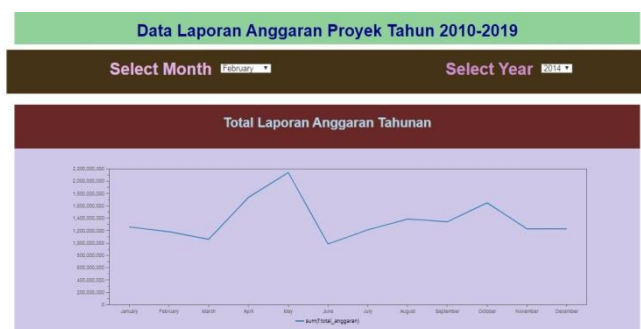 Data Laporan Anggaran Proyek Tahun 2010-2019
Select Month February
Select Year 2014
Total Laporan Anggaran Tahunan
2,200,000,000
2,000,000,000
1,800,000,000
1,600,000,000
1,400,000,000
1,200,000,000
1,000,000,000
800,000,000
600,000,000
400,000,000
200,000,000
0
January February March April May June July August September October November December
sum(f.total_anggaran)